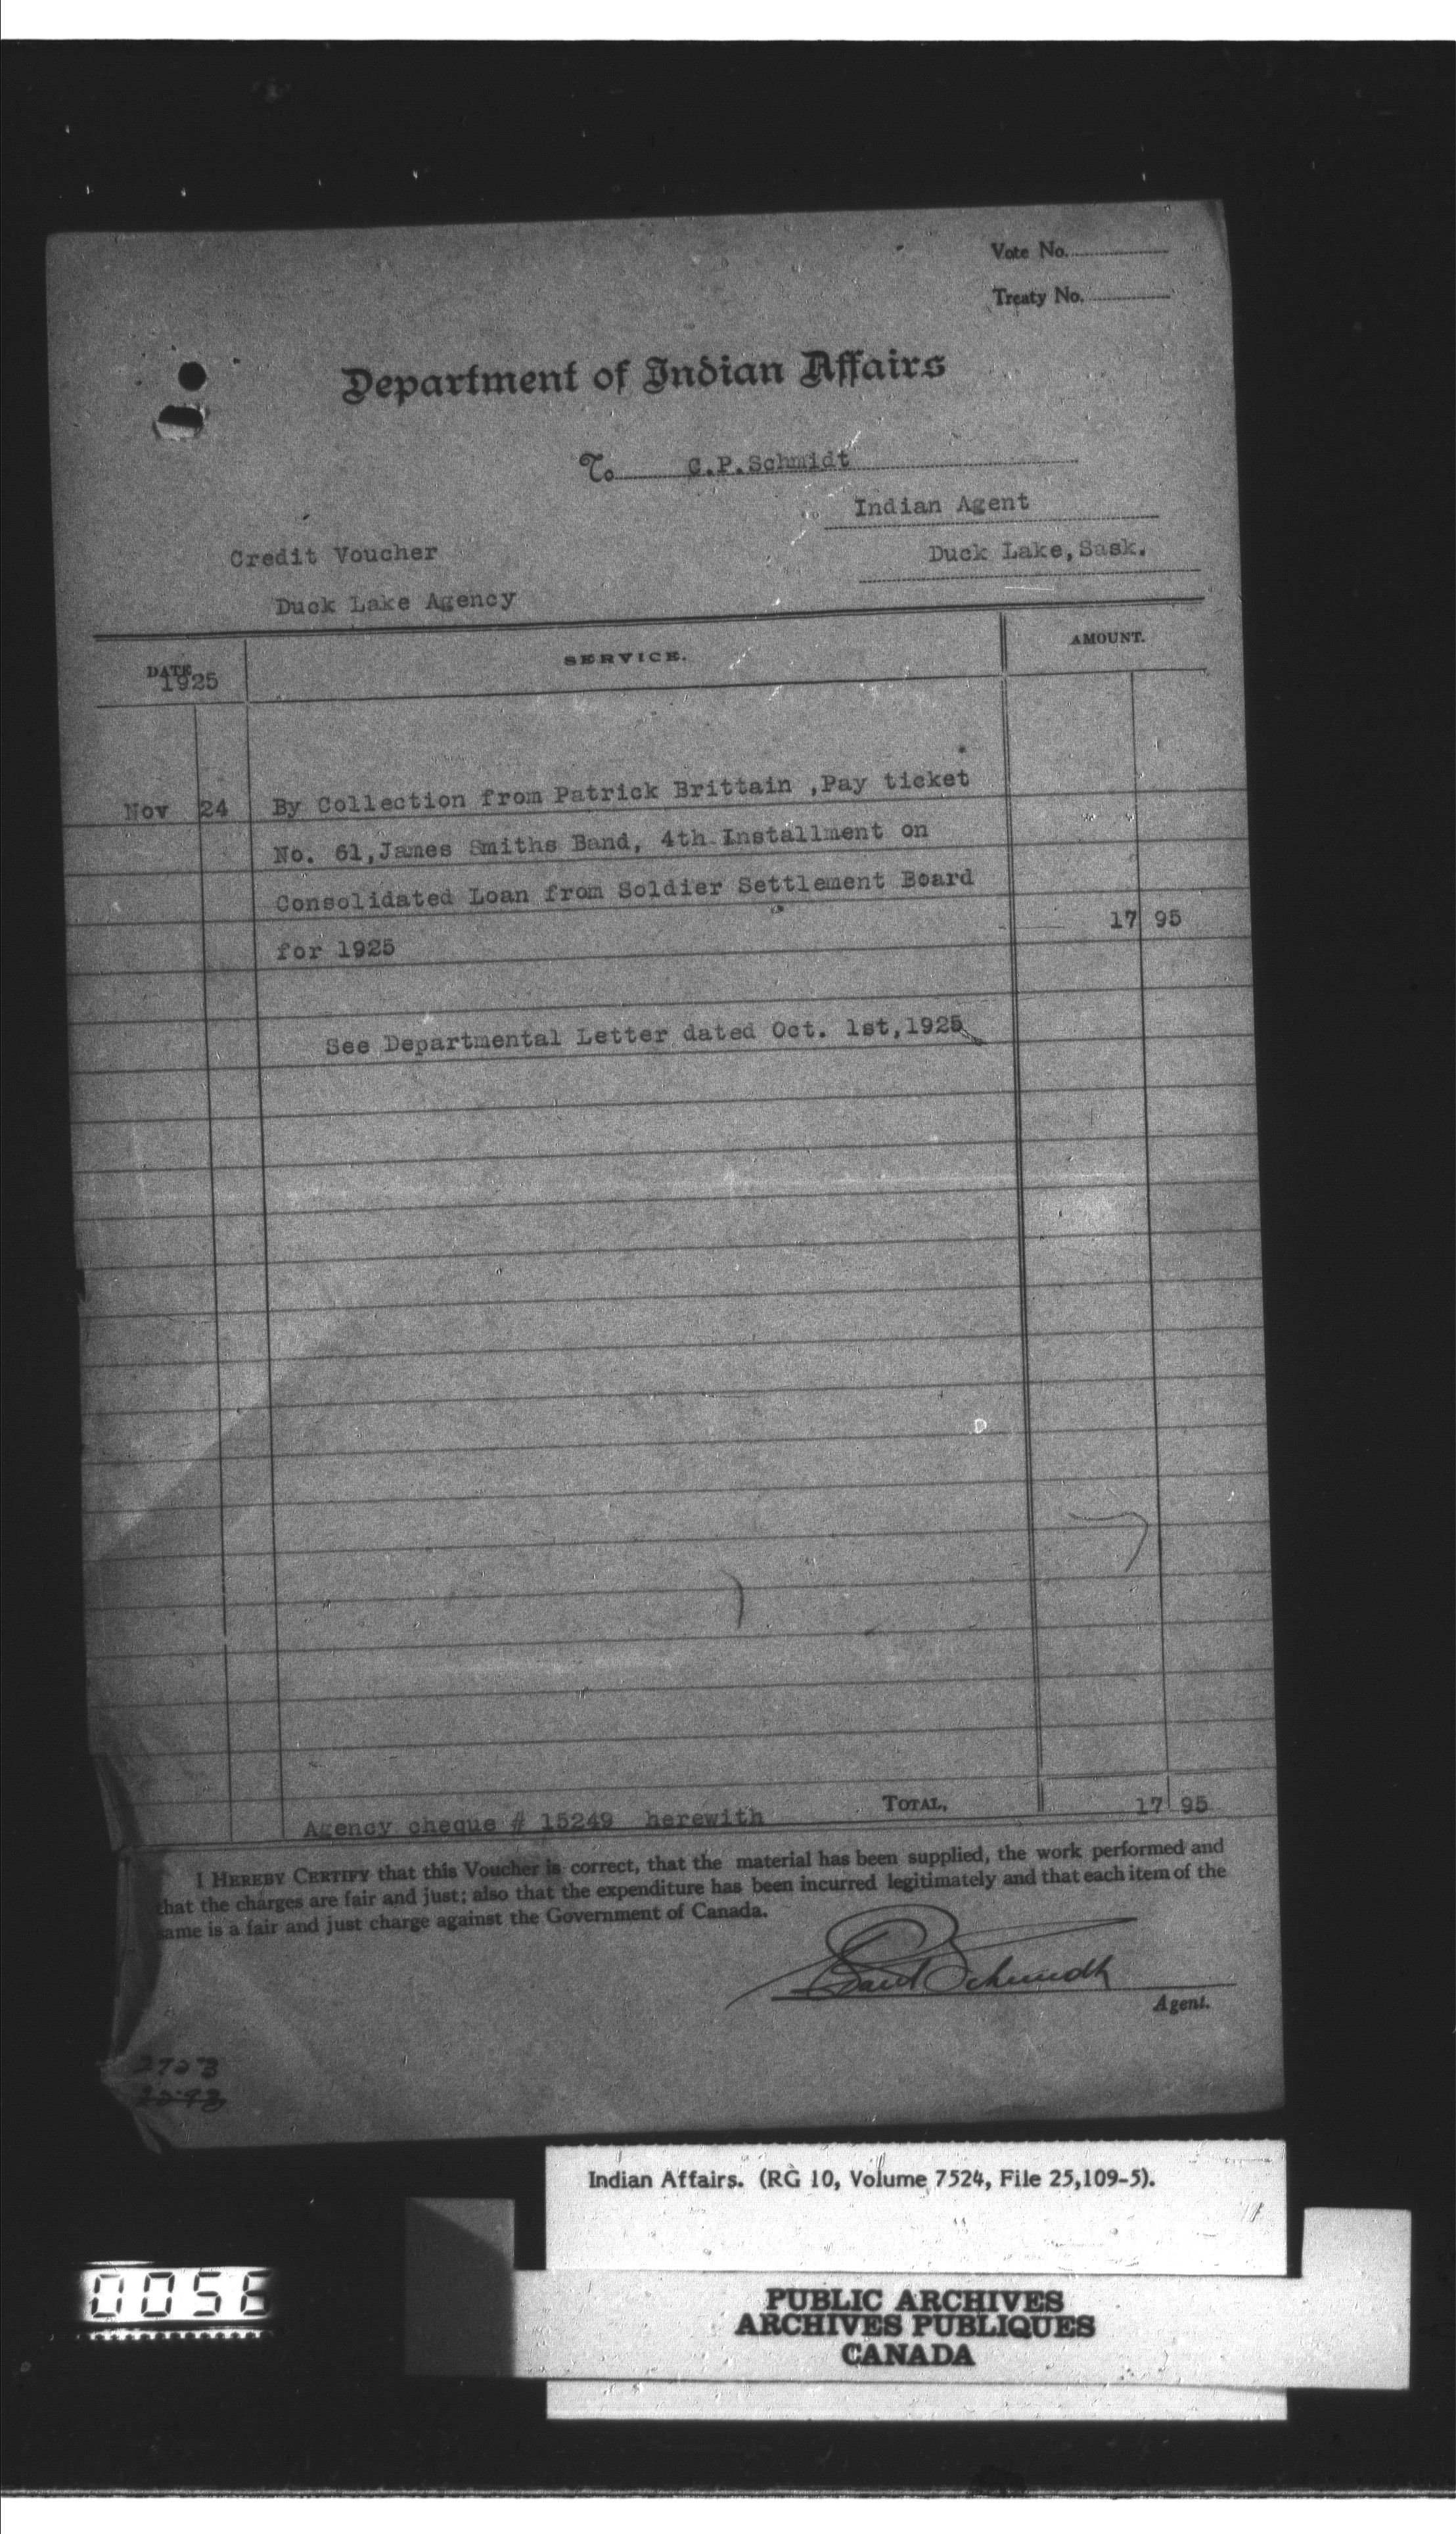 Vote No.
Treaty No.
Department of Indian Affairs
To C.P.Schmidt
Indian Agent
Credit Voucher
Duck Lake, Sask.
Duck Lake Agency
DATE SERVICE. AMOUNT.
1925
Nov 24 By Collection from Patrick Brittain ,Pay ticket
No. 61,James Smiths Band, 4th Installment on
Consolidated Loan from Soldier Settlement Board
for 1925 17 95
See Departmental Letter dated Oct. 1st,1925
Agency cheque # 15249 herewith TOTAL, 17 95
I HEREBY CERTIFY that this Voucher is correct, that the material has been supplied, the work performed and
that the charges are fair and just; also that the expenditure has been incurred legitimately and that each item of the
same is a fair and just charge against the Government of Canada.
Schmidt
Agent.
Indian Affairs. (RG 10, Volume 7524, File 25,109-5).
0056
PUBLIC ARCHIVES
ARCHIVES PUBLIQUES
CANADA